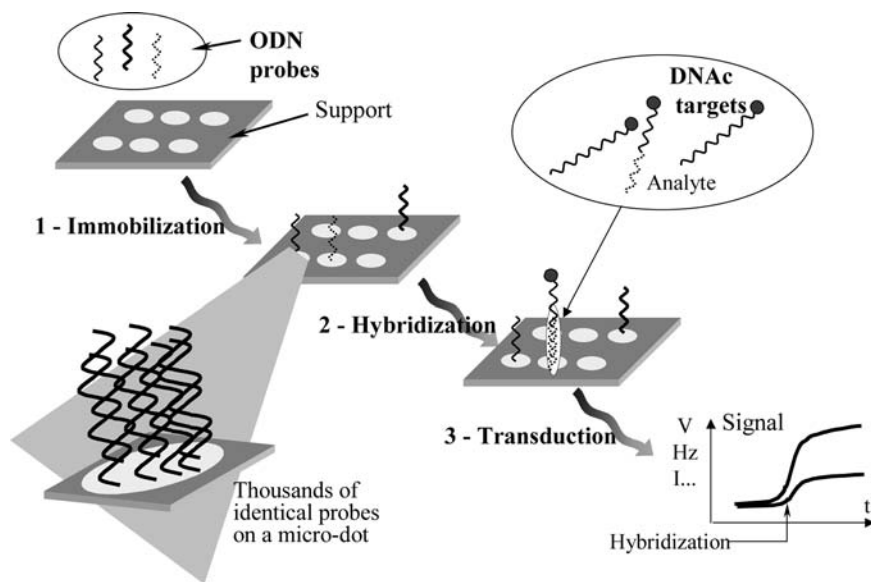 ODN
probes
Support
DNAc
targets
Analyte
1 - Immobilization
2 - Hybridization
3 - Transduction
Thousands of
identical probes
on a micro-dot
V
Hz
I...
Signal
t
Hybridization